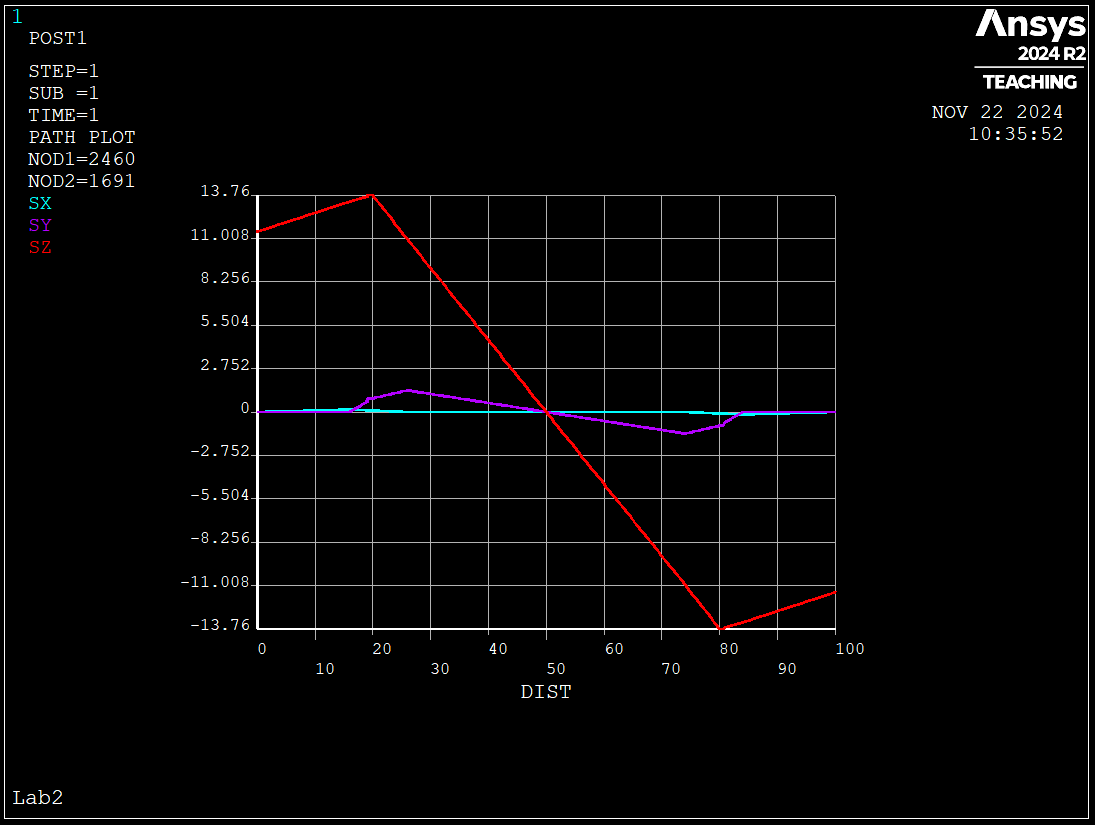 1
POST1
STEP=1
SUB =1
TIME=1
PATH PLOT
NOD1=2460
NOD2=1691
SX
SY
SZ
Ansys
2024 R2
TEACHING
NOV 22 2024
10:35:52
13.76
11.008
8.256
5.504
2.752
0
-2.752
-5.504
-8.256
-11.008
-13.76
0 20 40 60 80 100
10 30 50 70 90
DIST
Lab2